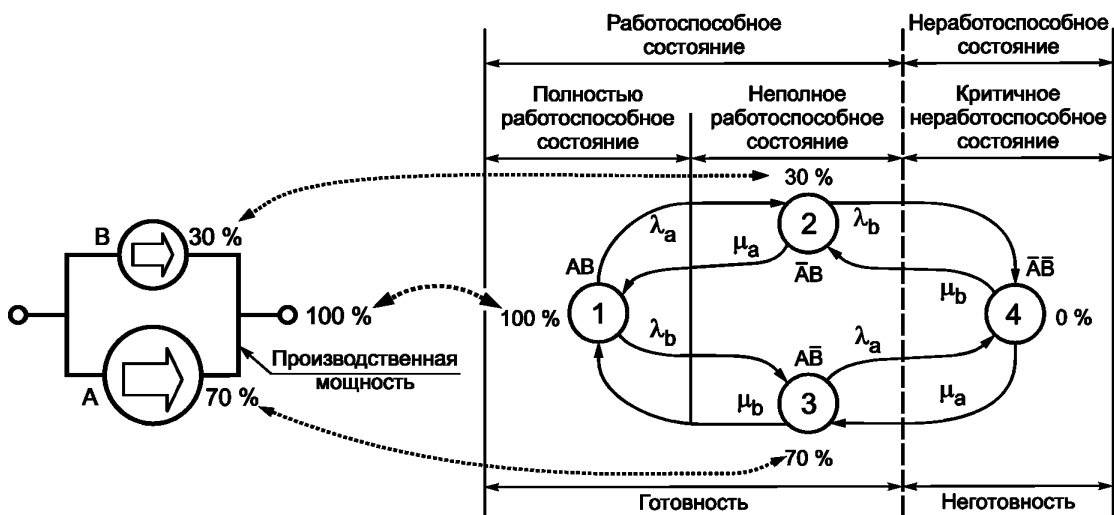 Работоспособное
состояние
Неработоспособное
состояние
Полностью
работоспособное
состояние
Неполное
работоспособное
состояние
Критичное
неработоспособное
состояние
30 %
B
30 %
λa
2
λb
μa
A̅B
AB
A̅B̅
100 %
100 %
1
μb
4
0 %
λb
AB̅
λa
Производственная
мощность
A
70 %
μb
3
μa
70 %
Готовность
Неготовность